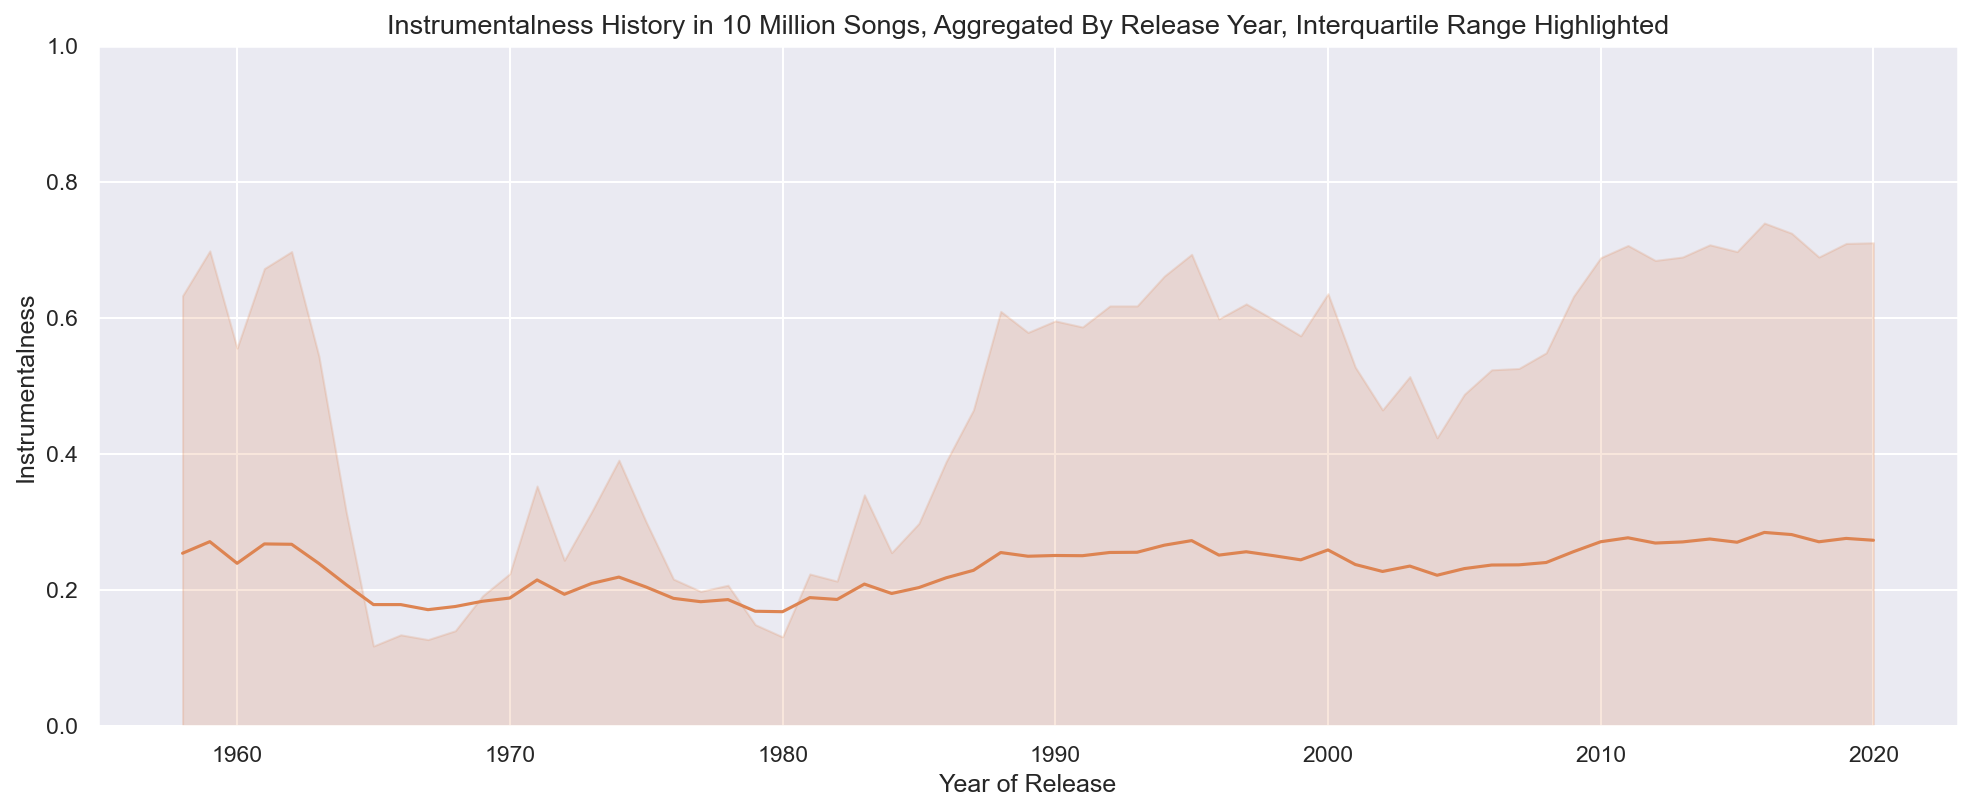 Instrumentalness History in 10 Million Songs, Aggregated By Release Year, Interquartile Range Highlighted
1.0
0.8
0.6
0.4
0.2
0.0
Instrumentalness
1960 1970 1980 1990 2000 2010 2020
Year of Release